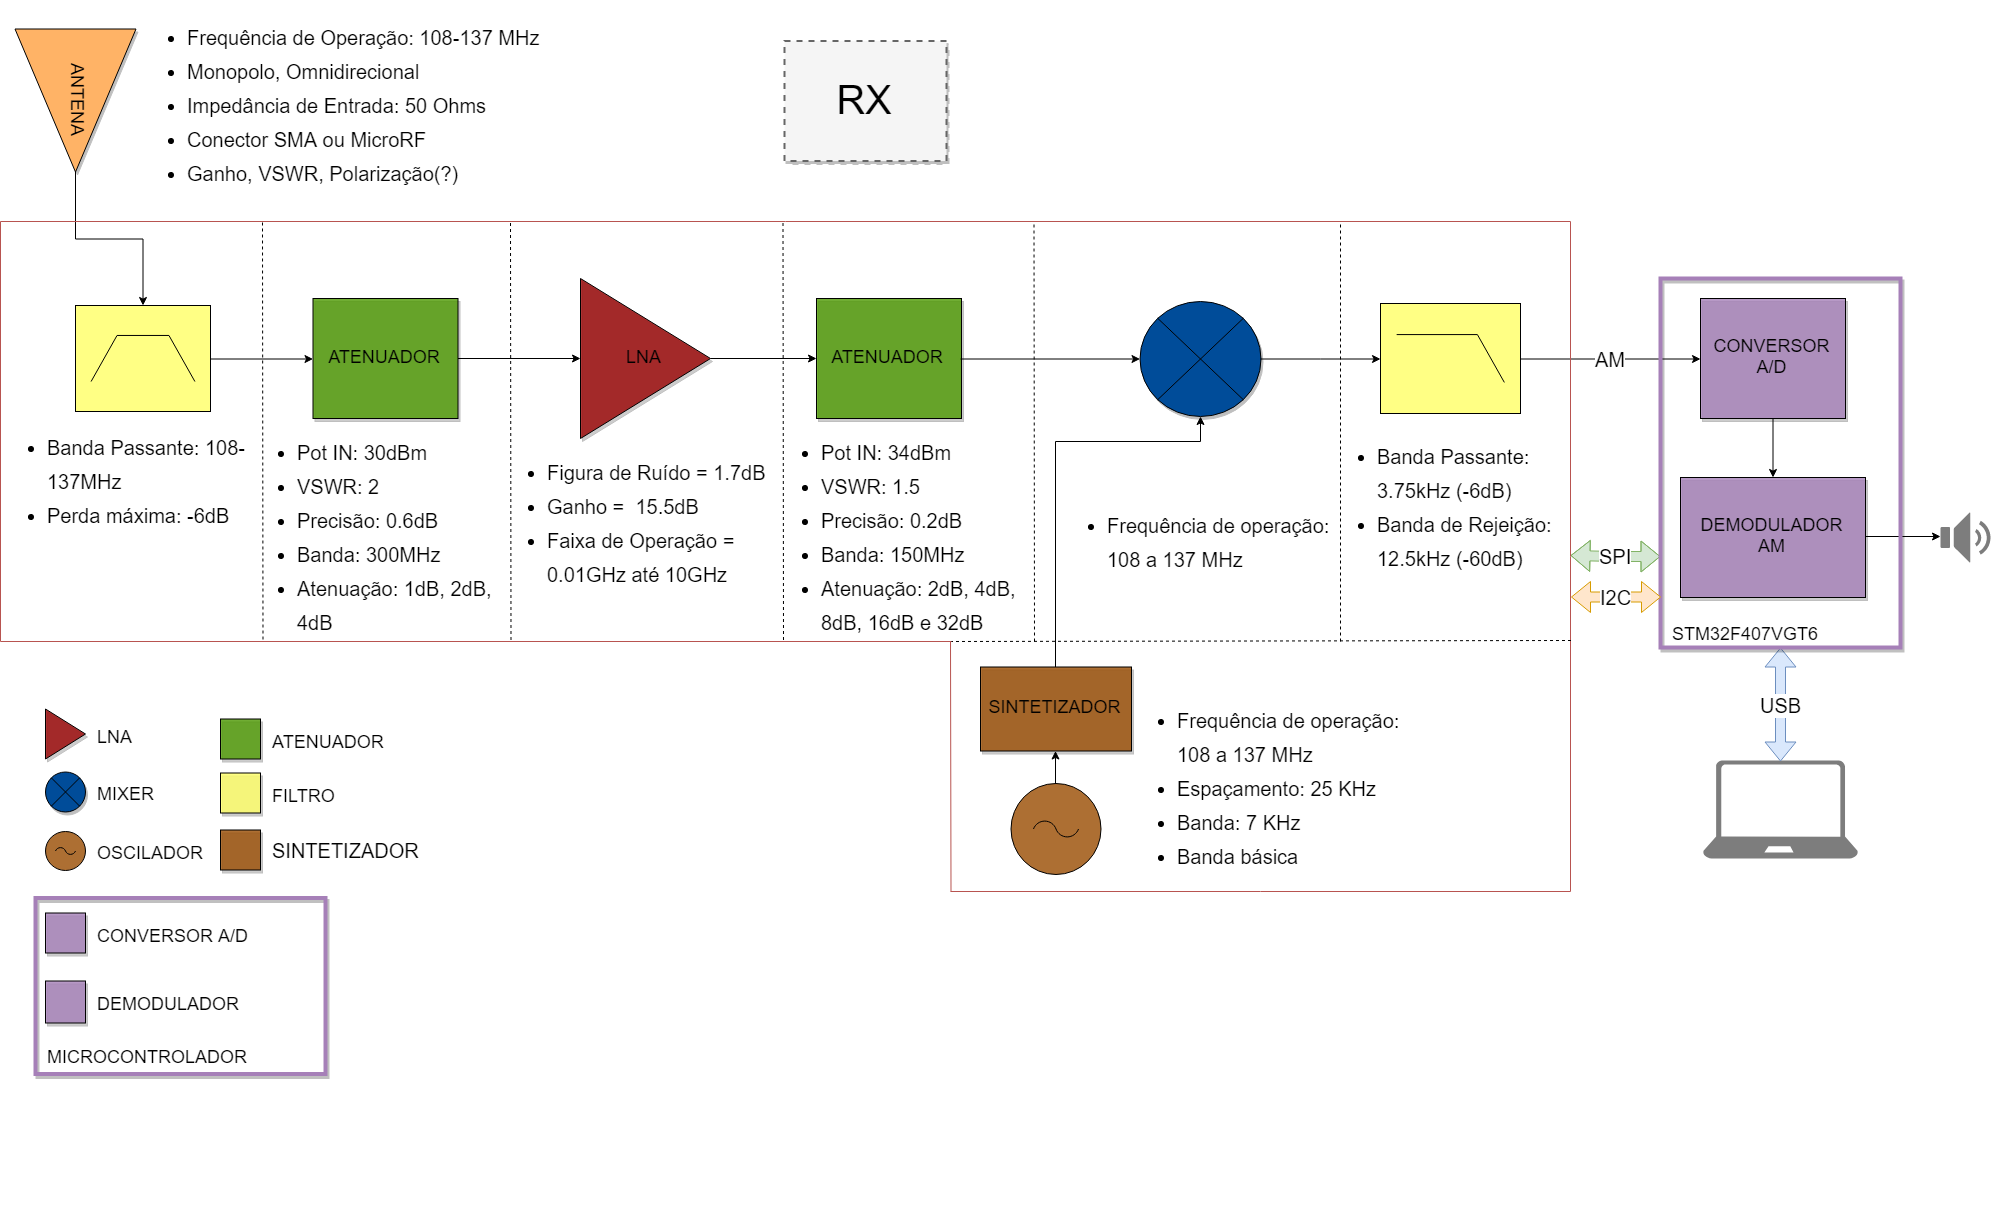 ANTENA
• Frequência de Operação: 108-137 MHz
• Monopolo, Omnidirecional
• Impedância de Entrada: 50 Ohms
• Conector SMA ou MicroRF
• Ganho, VSWR, Polarização(?)
RX
• Banda Passante: 108-
137MHz
• Perda máxima: -6dB
ATENUADOR
• Pot IN: 30dBm
• VSWR: 2
• Precisão: 0.6dB
• Banda: 300MHz
• Atenuação: 1dB, 2dB,
4dB
LNA
• Figura de Ruído = 1.7dB
• Ganho =  15.5dB
• Faixa de Operação =
0.01GHz até 10GHz
ATENUADOR
• Pot IN: 34dBm
• VSWR: 1.5
• Precisão: 0.2dB
• Banda: 150MHz
• Atenuação: 2dB, 4dB,
8dB, 16dB e 32dB
• Frequência de operação:
108 a 137 MHz
• Banda Passante:
3.75kHz (-6dB)
• Banda de Rejeição:
12.5kHz (-60dB)
AM
SPI
I2C
CONVERSOR
A/D
DEMODULADOR
AM
STM32F407VGT6
USB
SINTETIZADOR
• Frequência de operação:
108 a 137 MHz
• Espaçamento: 25 KHz
• Banda: 7 KHz
• Banda básica
LNA
ATENUADOR
MIXER
FILTRO
OSCILADOR
SINTETIZADOR
CONVERSOR A/D
DEMODULADOR
MICROCONTROLADOR